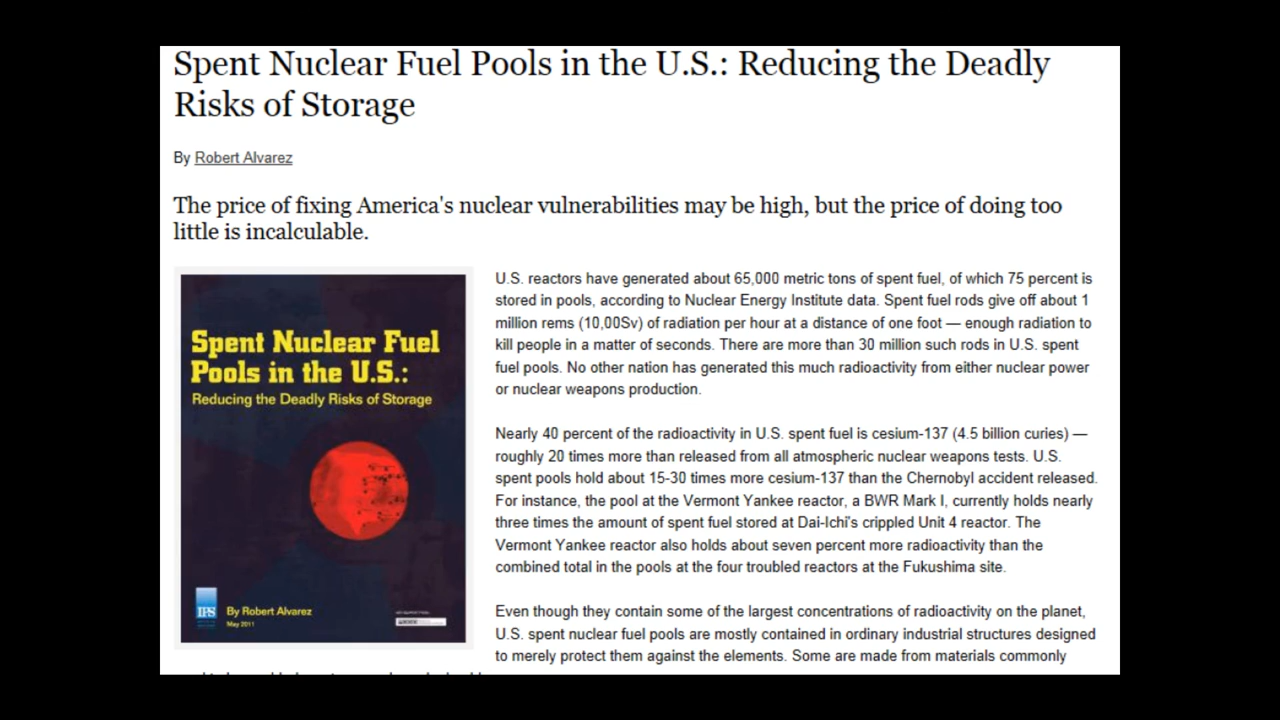 Spent Nuclear Fuel Pools in the U.S.: Reducing the Deadly
Risks of Storage
By Robert Alvarez
The price of fixing America's nuclear vulnerabilities may be high, but the price of doing too
little is incalculable.
Spent Nuclear Fuel
Pools in the U.S.:
Reducing the Deadly Risks of Storage
IPS
By Robert Alvarez
May 2011
U.S. reactors have generated about 65,000 metric tons of spent fuel, of which 75 percent is
stored in pools, according to Nuclear Energy Institute data. Spent fuel rods give off about 1
million rems (10,00Sv) of radiation per hour at a distance of one foot — enough radiation to
kill people in a matter of seconds. There are more than 30 million such rods in U.S. spent
fuel pools. No other nation has generated this much radioactivity from either nuclear power
or nuclear weapons production.
Nearly 40 percent of the radioactivity in U.S. spent fuel is cesium-137 (4.5 billion curies) —
roughly 20 times more than released from all atmospheric nuclear weapons tests. U.S.
spent pools hold about 15-30 times more cesium-137 than the Chernobyl accident released.
For instance, the pool at the Vermont Yankee reactor, a BWR Mark I, currently holds nearly
three times the amount of spent fuel stored at Dai-Ichi's crippled Unit 4 reactor. The
Vermont Yankee reactor also holds about seven percent more radioactivity than the
combined total in the pools at the four troubled reactors at the Fukushima site.
Even though they contain some of the largest concentrations of radioactivity on the planet,
U.S. spent nuclear fuel pools are mostly contained in ordinary industrial structures designed
to merely protect them against the elements. Some are made from materials commonly